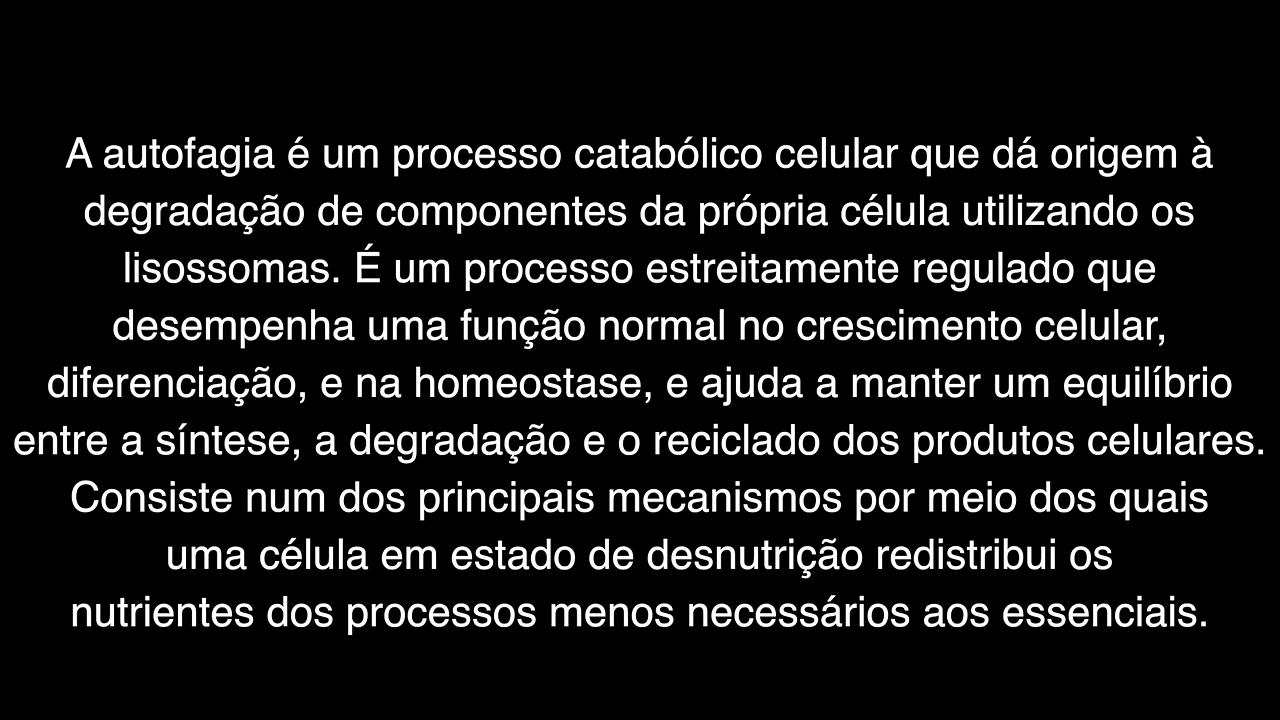 A autofagia é um processo catabólico celular que dá origem à
degradação de componentes da própria célula utilizando os
lisossomas. É um processo estreitamente regulado que
desempenha uma função normal no crescimento celular,
diferenciação, e na homeostase, e ajuda a manter um equilíbrio
entre a síntese, a degradação e o reciclado dos produtos celulares.
Consiste num dos principais mecanismos por meio dos quais
uma célula em estado de desnutrição redistribui os
nutrientes dos processos menos necessários aos essenciais.